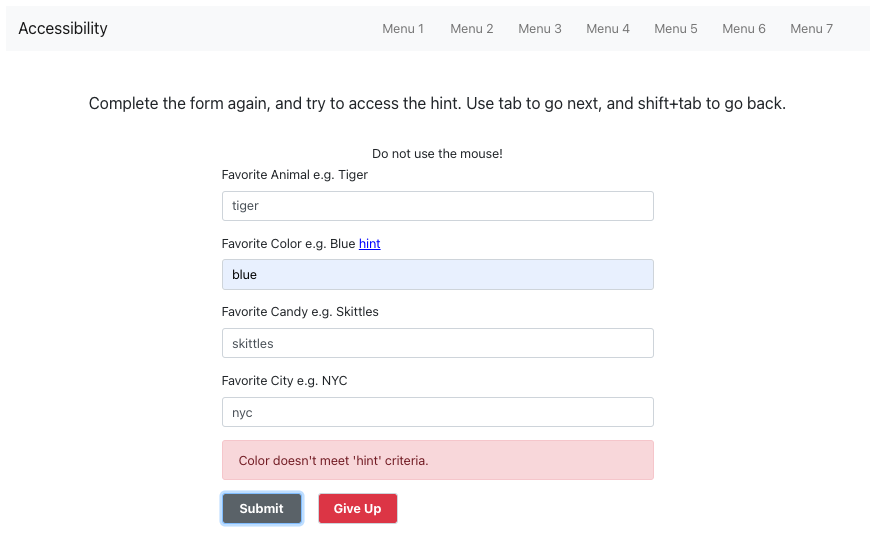 Accessibility Menu 1 Menu 2 Menu 3 Menu 4 Menu 5 Menu 6 Menu 7
Complete the form again, and try to access the hint. Use tab to go next, and shift+tab to go back.
Do not use the mouse!
Favorite Animal e.g. Tiger
tiger
Favorite Color e.g. Blue hint
blue
Favorite Candy e.g. Skittles
skittles
Favorite City e.g. NYC
nyc
Color doesn't meet 'hint' criteria.
Submit Give Up